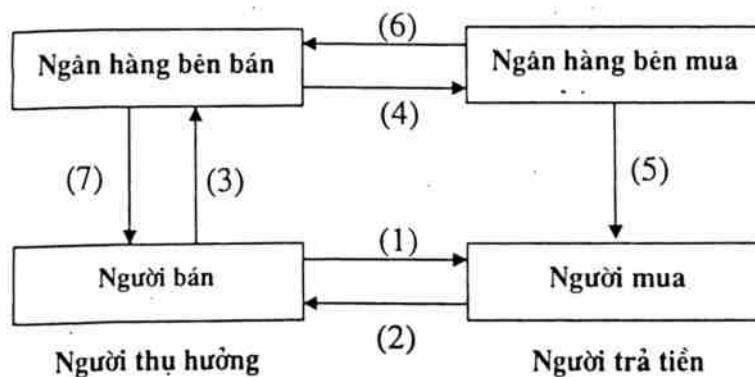 (6)
Ngân hàng bên bán
Ngân hàng bên mua
(4)
(7)
(3)
(5)
(1)
Người bán
Người mua
(2)
Người thụ hưởng
Người trả tiền